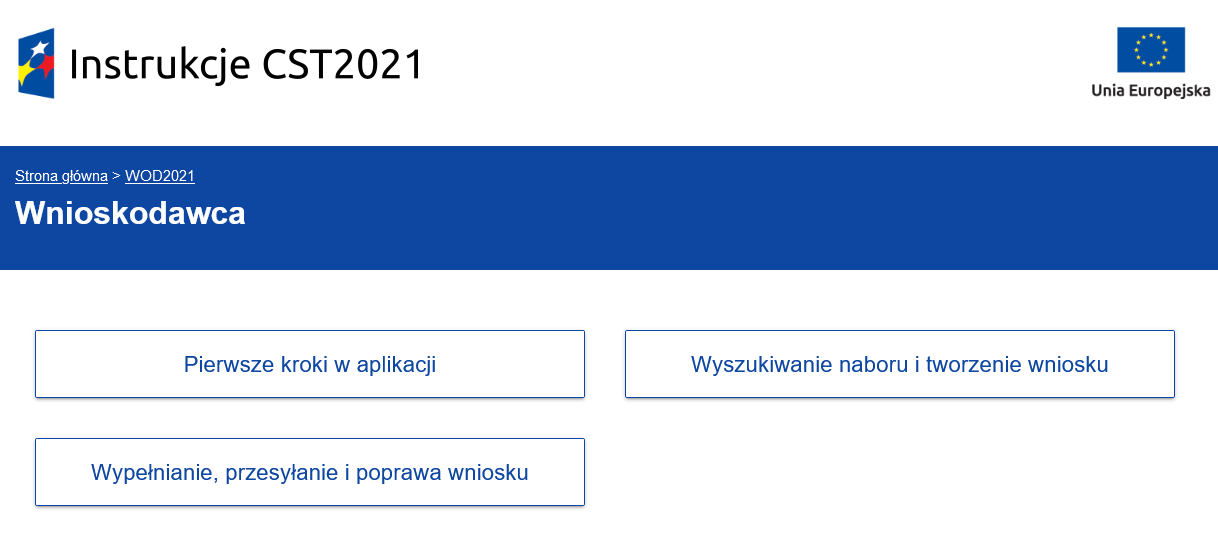 Instrukcje CST2021
Unia Europejska
Strona główna > WOD2021
Wnioskodawca
Pierwsze kroki w aplikacji
Wyszukiwanie naboru i tworzenie wniosku
Wypełnianie, przesyłanie i poprawa wniosku